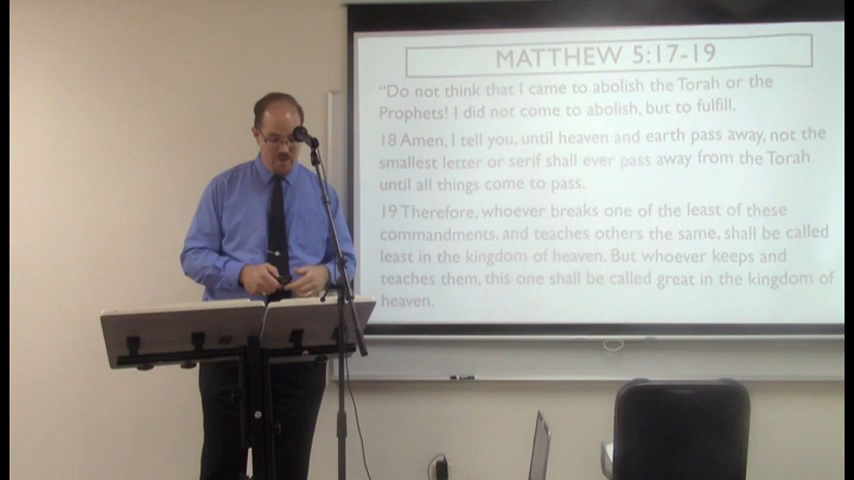 MATTHEW 5:17-19
“Do not think that I came to abolish the Torah or the
Prophets! I did not come to abolish, but to fulfill.
18 Amen, I tell you, until heaven and earth pass away, not the
smallest letter or serif shall ever pass away from the Torah
until all things come to pass.
19 Therefore, whoever breaks one of the least of these
commandments, and teaches others the same, shall be called
least in the kingdom of heaven. But whoever keeps and
teaches them, this one shall be called great in the kingdom of
heaven.